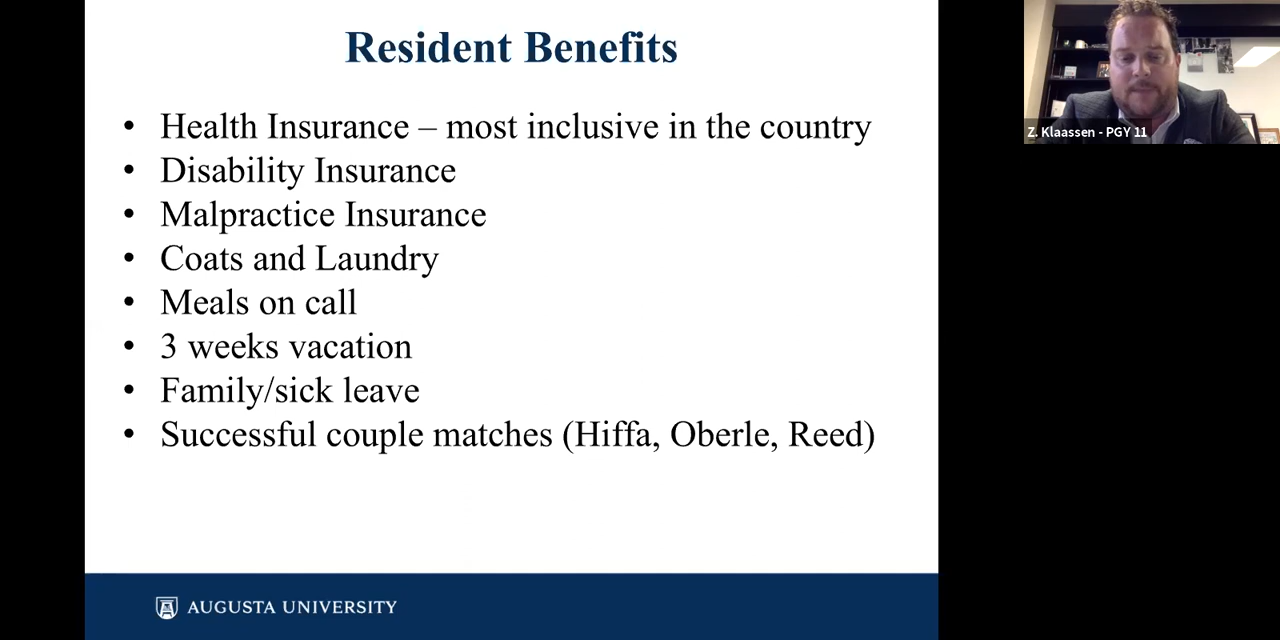 Resident Benefits
• Health Insurance – most inclusive in the country
• Disability Insurance
• Malpractice Insurance
• Coats and Laundry
• Meals on call
• 3 weeks vacation
• Family/sick leave
• Successful couple matches (Hiffa, Oberle, Reed)
AUGUSTA UNIVERSITY
Z. Klaassen - PGY 11